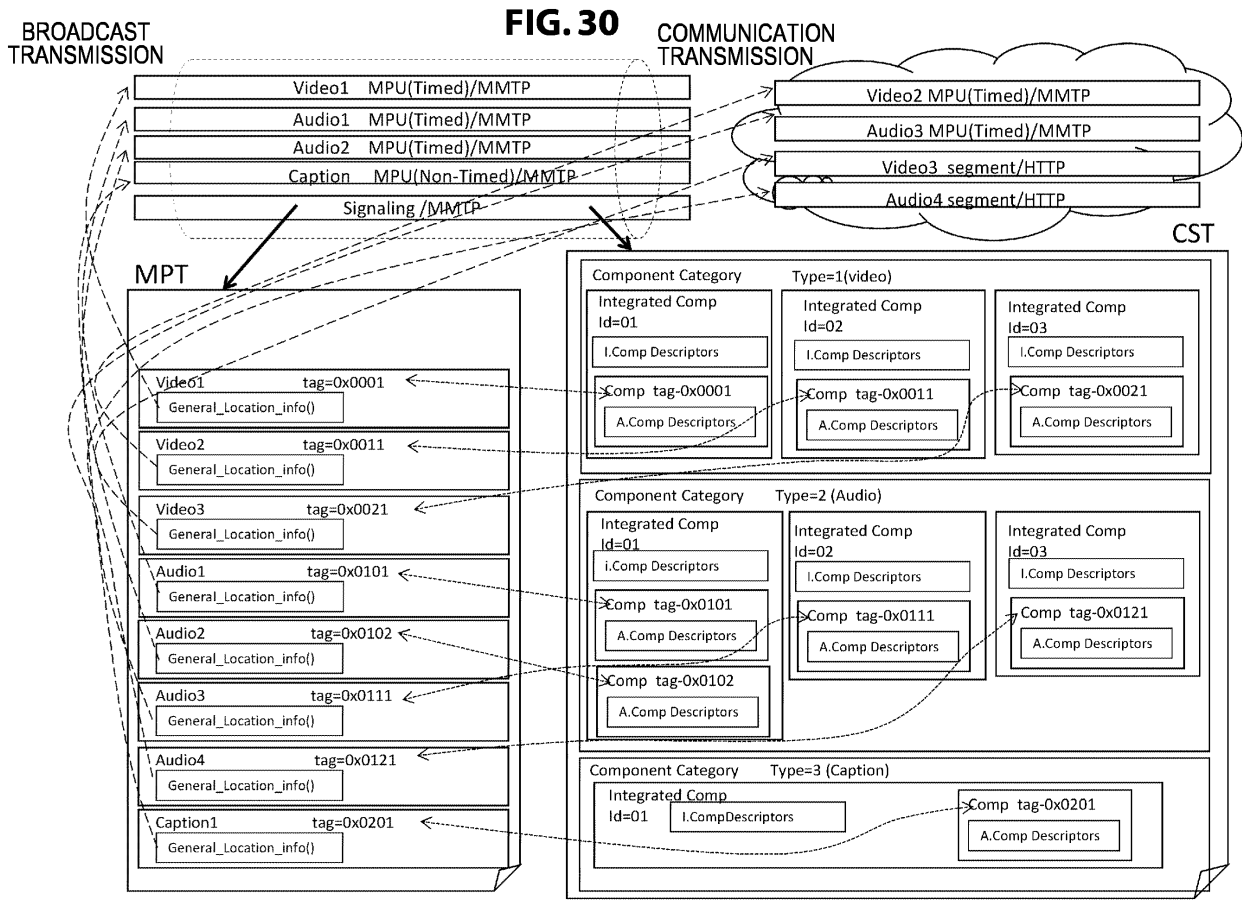 FIG. 30
BROADCAST
TRANSMISSION
COMMUNICATION
TRANSMISSION
Video1 MPU(Timed)/MMTP
Audio1 MPU(Timed)/MMTP
Audio2 MPU(Timed)/MMTP
Caption MPU(Non-Timed)/MMTP
Signaling /MMTP
Video2 MPU(Timed)/MMTP
Audio3 MPU(Timed)/MMTP
Video3 segment/HTTP
Audio4 segment/HTTP
MPT
Video1 tag=0x0001
General_Location_info()
Video2 tag=0x0011
General_Location_info()
Video3 tag=0x0021
General_Location_info()
Audio1 tag=0x0101
General_Location_info()
Audio2 tag=0x0102
General_Location_info()
Audio3 tag=0x0111
General_Location_info()
Audio4 tag=0x0121
General_Location_info()
Caption1 tag=0x0201
General_Location_info()
CST
Component Category Type=1(video)
Integrated Comp
Id=01
I.Comp Descriptors
Comp tag-0x0001
A.Comp Descriptors
Integrated Comp
Id=02
I.Comp Descriptors
Comp tag-0x0011
A.Comp Descriptors
Integrated Comp
Id=03
I.Comp Descriptors
Comp tag-0x0021
A.Comp Descriptors
Component Category Type=2 (Audio)
Integrated Comp
Id=01
i.Comp Descriptors
Comp tag-0x0101
A.Comp Descriptors
Comp tag-0x0102
A.Comp Descriptors
Integrated Comp
Id=02
I.Comp Descriptors
Comp tag-0x0111
A.Comp Descriptors
Integrated Comp
Id=03
I.Comp Descriptors
Comp tag-0x0121
A.Comp Descriptors
Component Category Type=3 (Caption)
Integrated Comp
Id=01
I.CompDescriptors
Comp tag-0x0201
A.Comp Descriptors